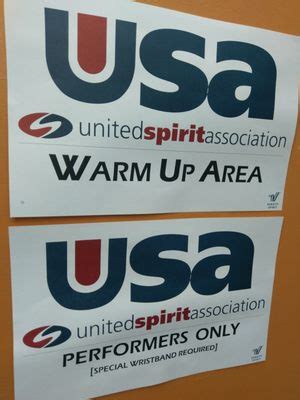 USA
unitedspiritassociation
WARM UP AREA
USA
unitedspiritassociation
PERFORMERS ONLY
[SPECIAL WRISTBAND REQUIRED]